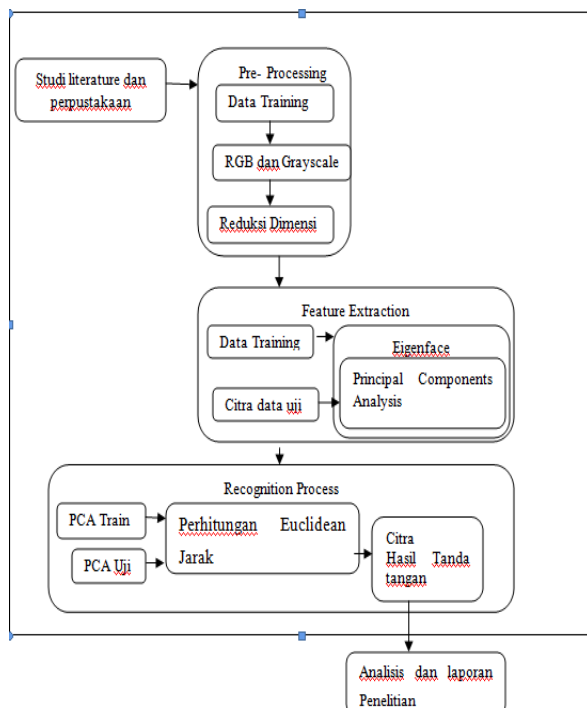 Studi literature dan
perpustakaan
Pre- Processing
Data Training
RGB dan Grayscale
Reduksi Dimensi
Feature Extraction
Data Training
Eigenface
Principal Components
Analysis
Citra data uji
Recognition Process
PCA Train
Perhitungan Euclidean
Jarak
PCA Uji
Citra
Hasil Tanda
tangan
Analisis dan laporan
Penelitian